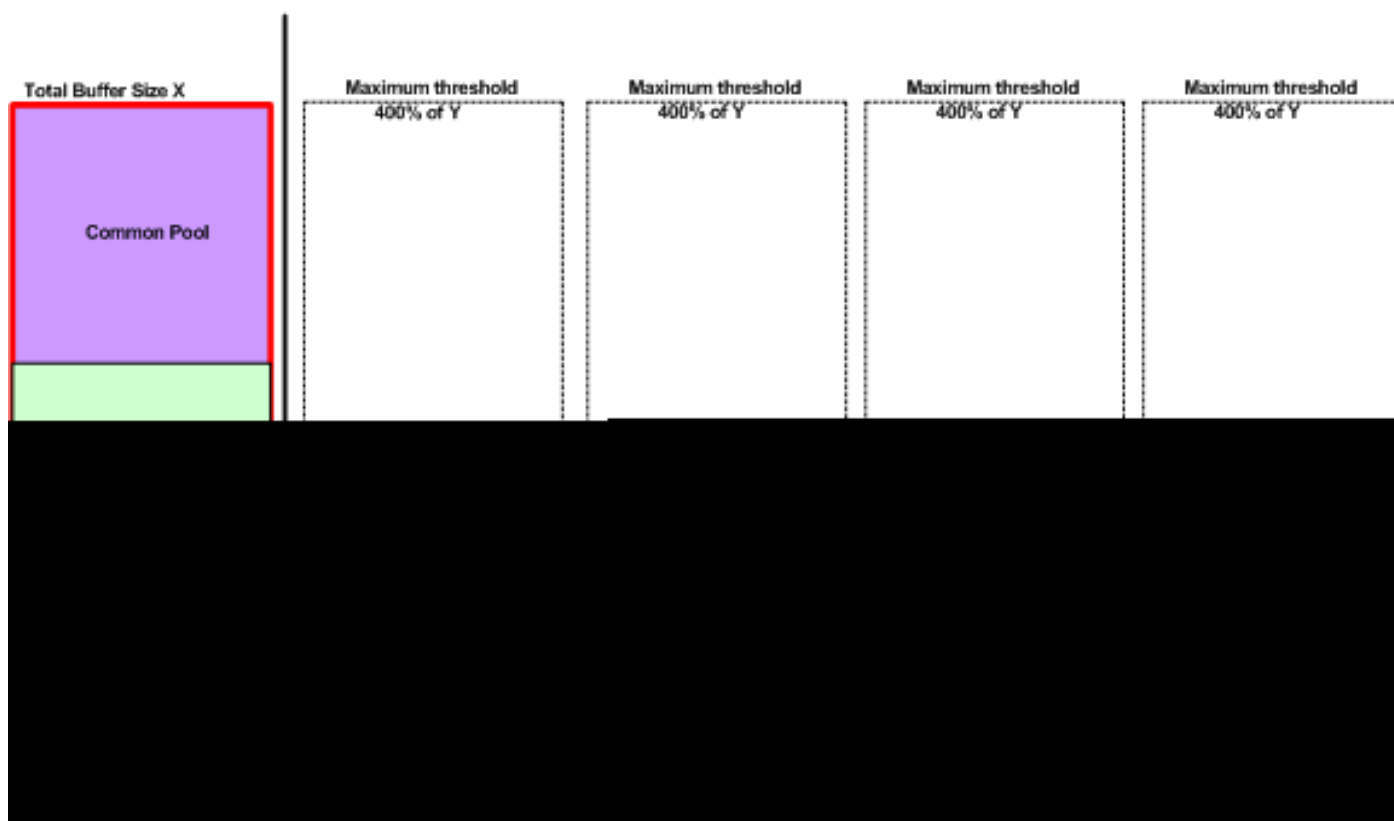 Total Buffer Size X
Common Pool
Maximum threshold
400% of Y
Maximum threshold
400% of Y
Maximum threshold
400% of Y
Maximum threshold
400% of Y